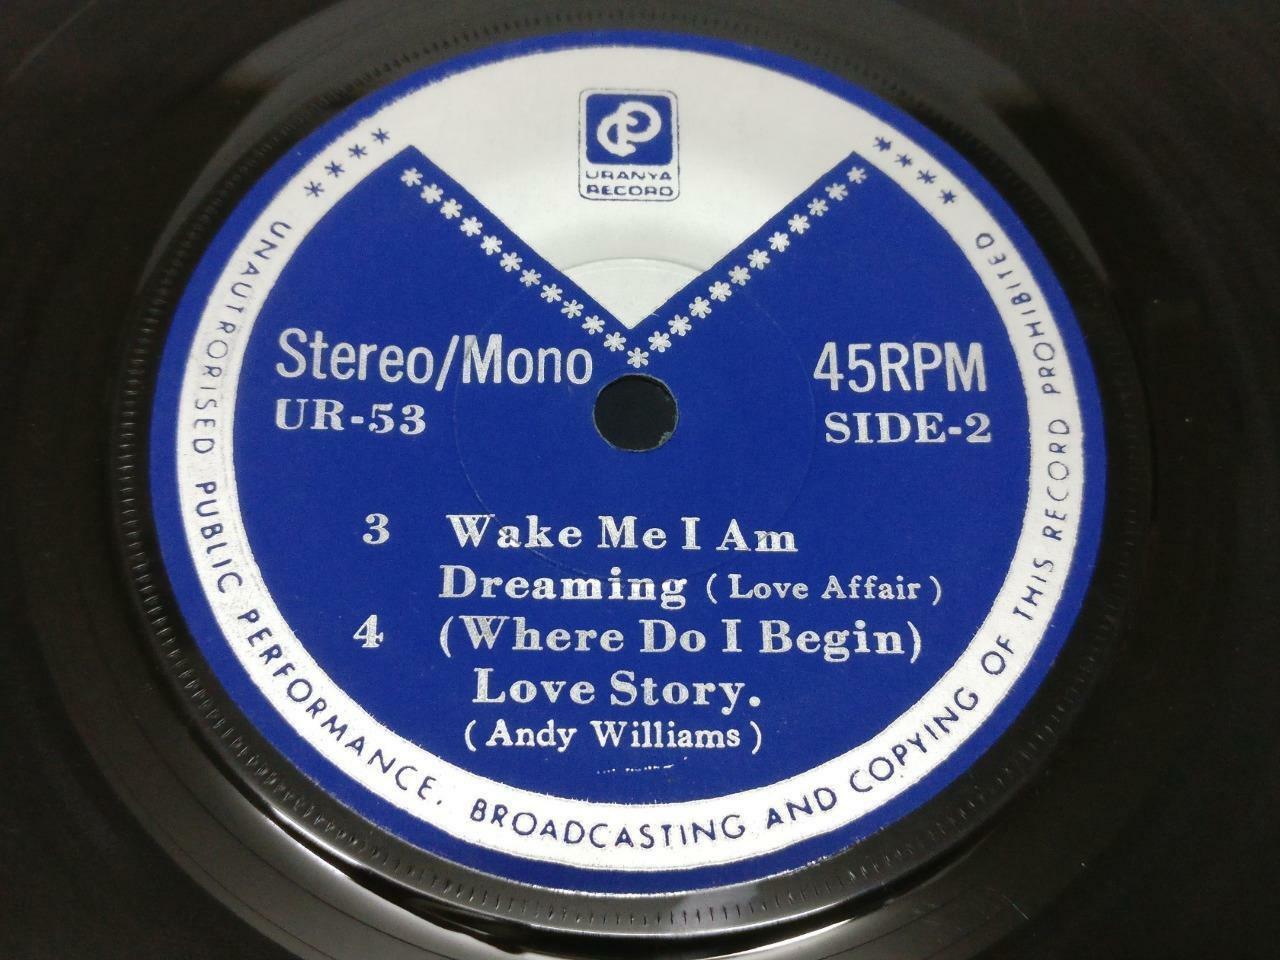 URANYA
RECORD
Stereo/Mono
45RPM
UR-53
SIDE-2
3 Wake Me I Am
Dreaming (Love Affair)
4 (Where Do I Begin)
Love Story.
(Andy Williams)
**** UNAUTRORISED PUBLIC PERFORMANCE. BROADCASTING AND COPYING OF THIS RECORD PROHIBITED ****